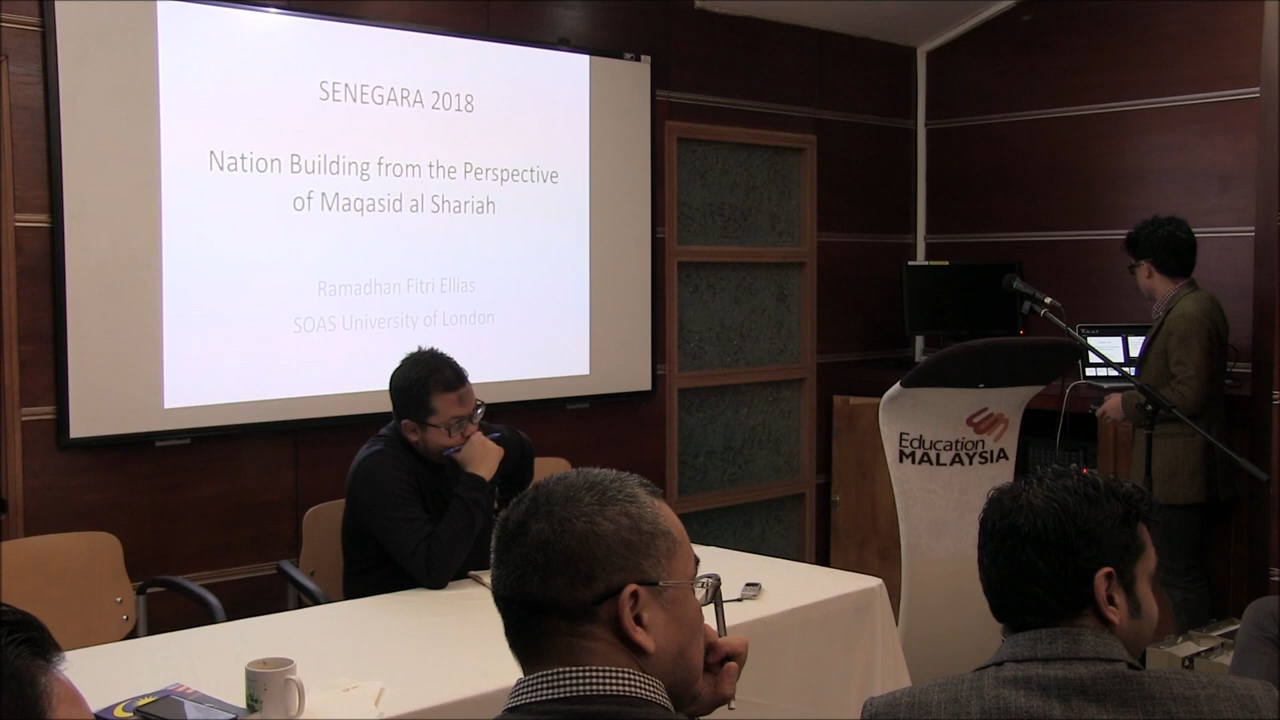 SENEGARA 2018
Nation Building from the Perspective
of Maqasid al Shariah
Ramadhan Fitri Ellias
SOAS University of London
Education
MALAYSIA